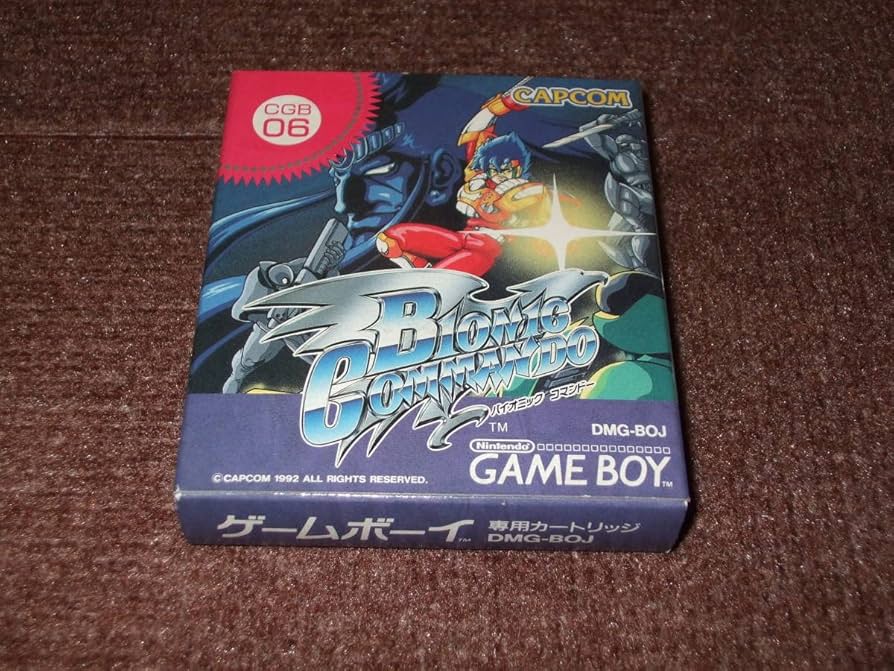 CGB
06
CAPCOM
BIONIC
COMMANDO
バイオニック コマンドー
TM
DMG-BOJ
Nintendo
GAME BOY TM
©CAPCOM 1992 ALL RIGHTS RESERVED.
ゲームボーイ TM
専用カートリッジ
DMG-BOJ